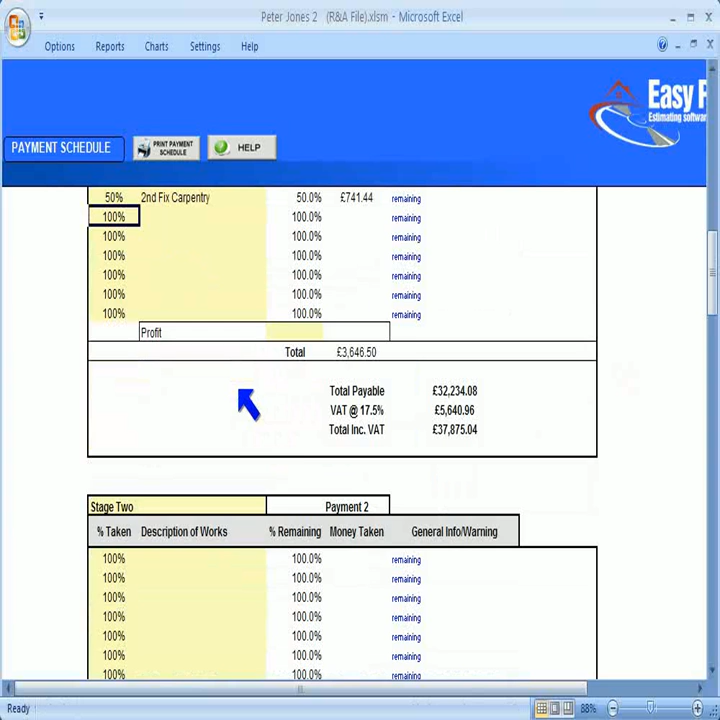 Peter Jones 2 (R&A File).xlsm - Microsoft Excel
Options Reports Charts Settings Help
Easy P
Estimating softwar
PAYMENT SCHEDULE
PRINT PAYMENT
SCHEDULE
HELP
50% 2nd Fix Carpentry 50.0% £741.44 remaining
100% 100.0% remaining
100% 100.0% remaining
100% 100.0% remaining
100% 100.0% remaining
100% 100.0% remaining
100% 100.0% remaining
Profit
Total £3,646.50
Total Payable £32,234.08
VAT @ 17.5% £5,640.96
Total Inc. VAT £37,875.04
Stage Two Payment 2
% Taken Description of Works % Remaining Money Taken General Info/Warning
100% 100.0% remaining
100% 100.0% remaining
100% 100.0% remaining
100% 100.0% remaining
100% 100.0% remaining
100% 100.0% remaining
100% 100.0% remaining
Ready 88%